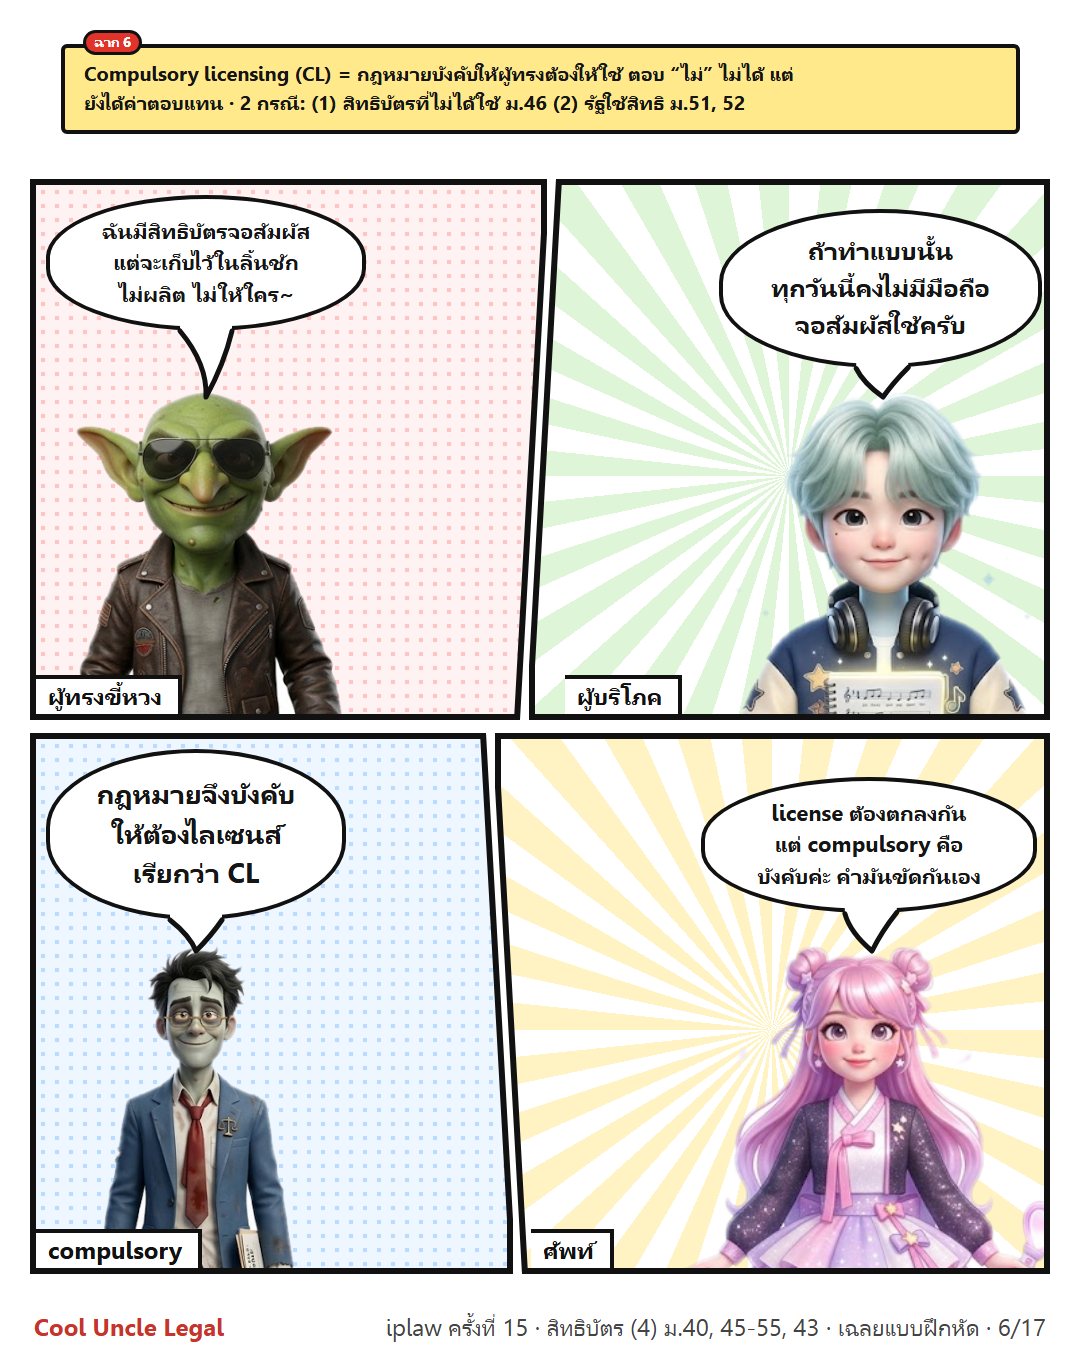 ฉาก 6
Compulsory licensing (CL) = กฎหมายบังคับให้ผู้ทรงต้องให้ใช้ ตอบ “ไม่” ไม่ได้ แต่
ยังได้ค่าตอบแทน · 2 กรณี: (1) สิทธิบัตรที่ไม่ได้ใช้ ม.46 (2) รัฐใช้สิทธิ ม.51, 52
ฉันมีสิทธิบัตรจอสัมผัส
แต่จะเก็บไว้ในลิ้นชัก
ไม่ผลิต ไม่ให้ใคร~
ผู้ทรงขี้หวง
ถ้าทำแบบนั้น
ทุกวันนี้คงไม่มีมือถือ
จอสัมผัสใช้ครับ
ผู้บริโภค
กฎหมายจึงบังคับ
ให้ต้องไลเซนส์
เรียกว่า CL
compulsory
license ต้องตกลงกัน
แต่ compulsory คือ
บังคับค่ะ คำมันขัดกันเอง
ศัพท์
Cool Uncle Legal
iplaw ครั้งที่ 15 · สิทธิบัตร (4) ม.40, 45-55, 43 · เฉลยแบบฝึกหัด · 6/17